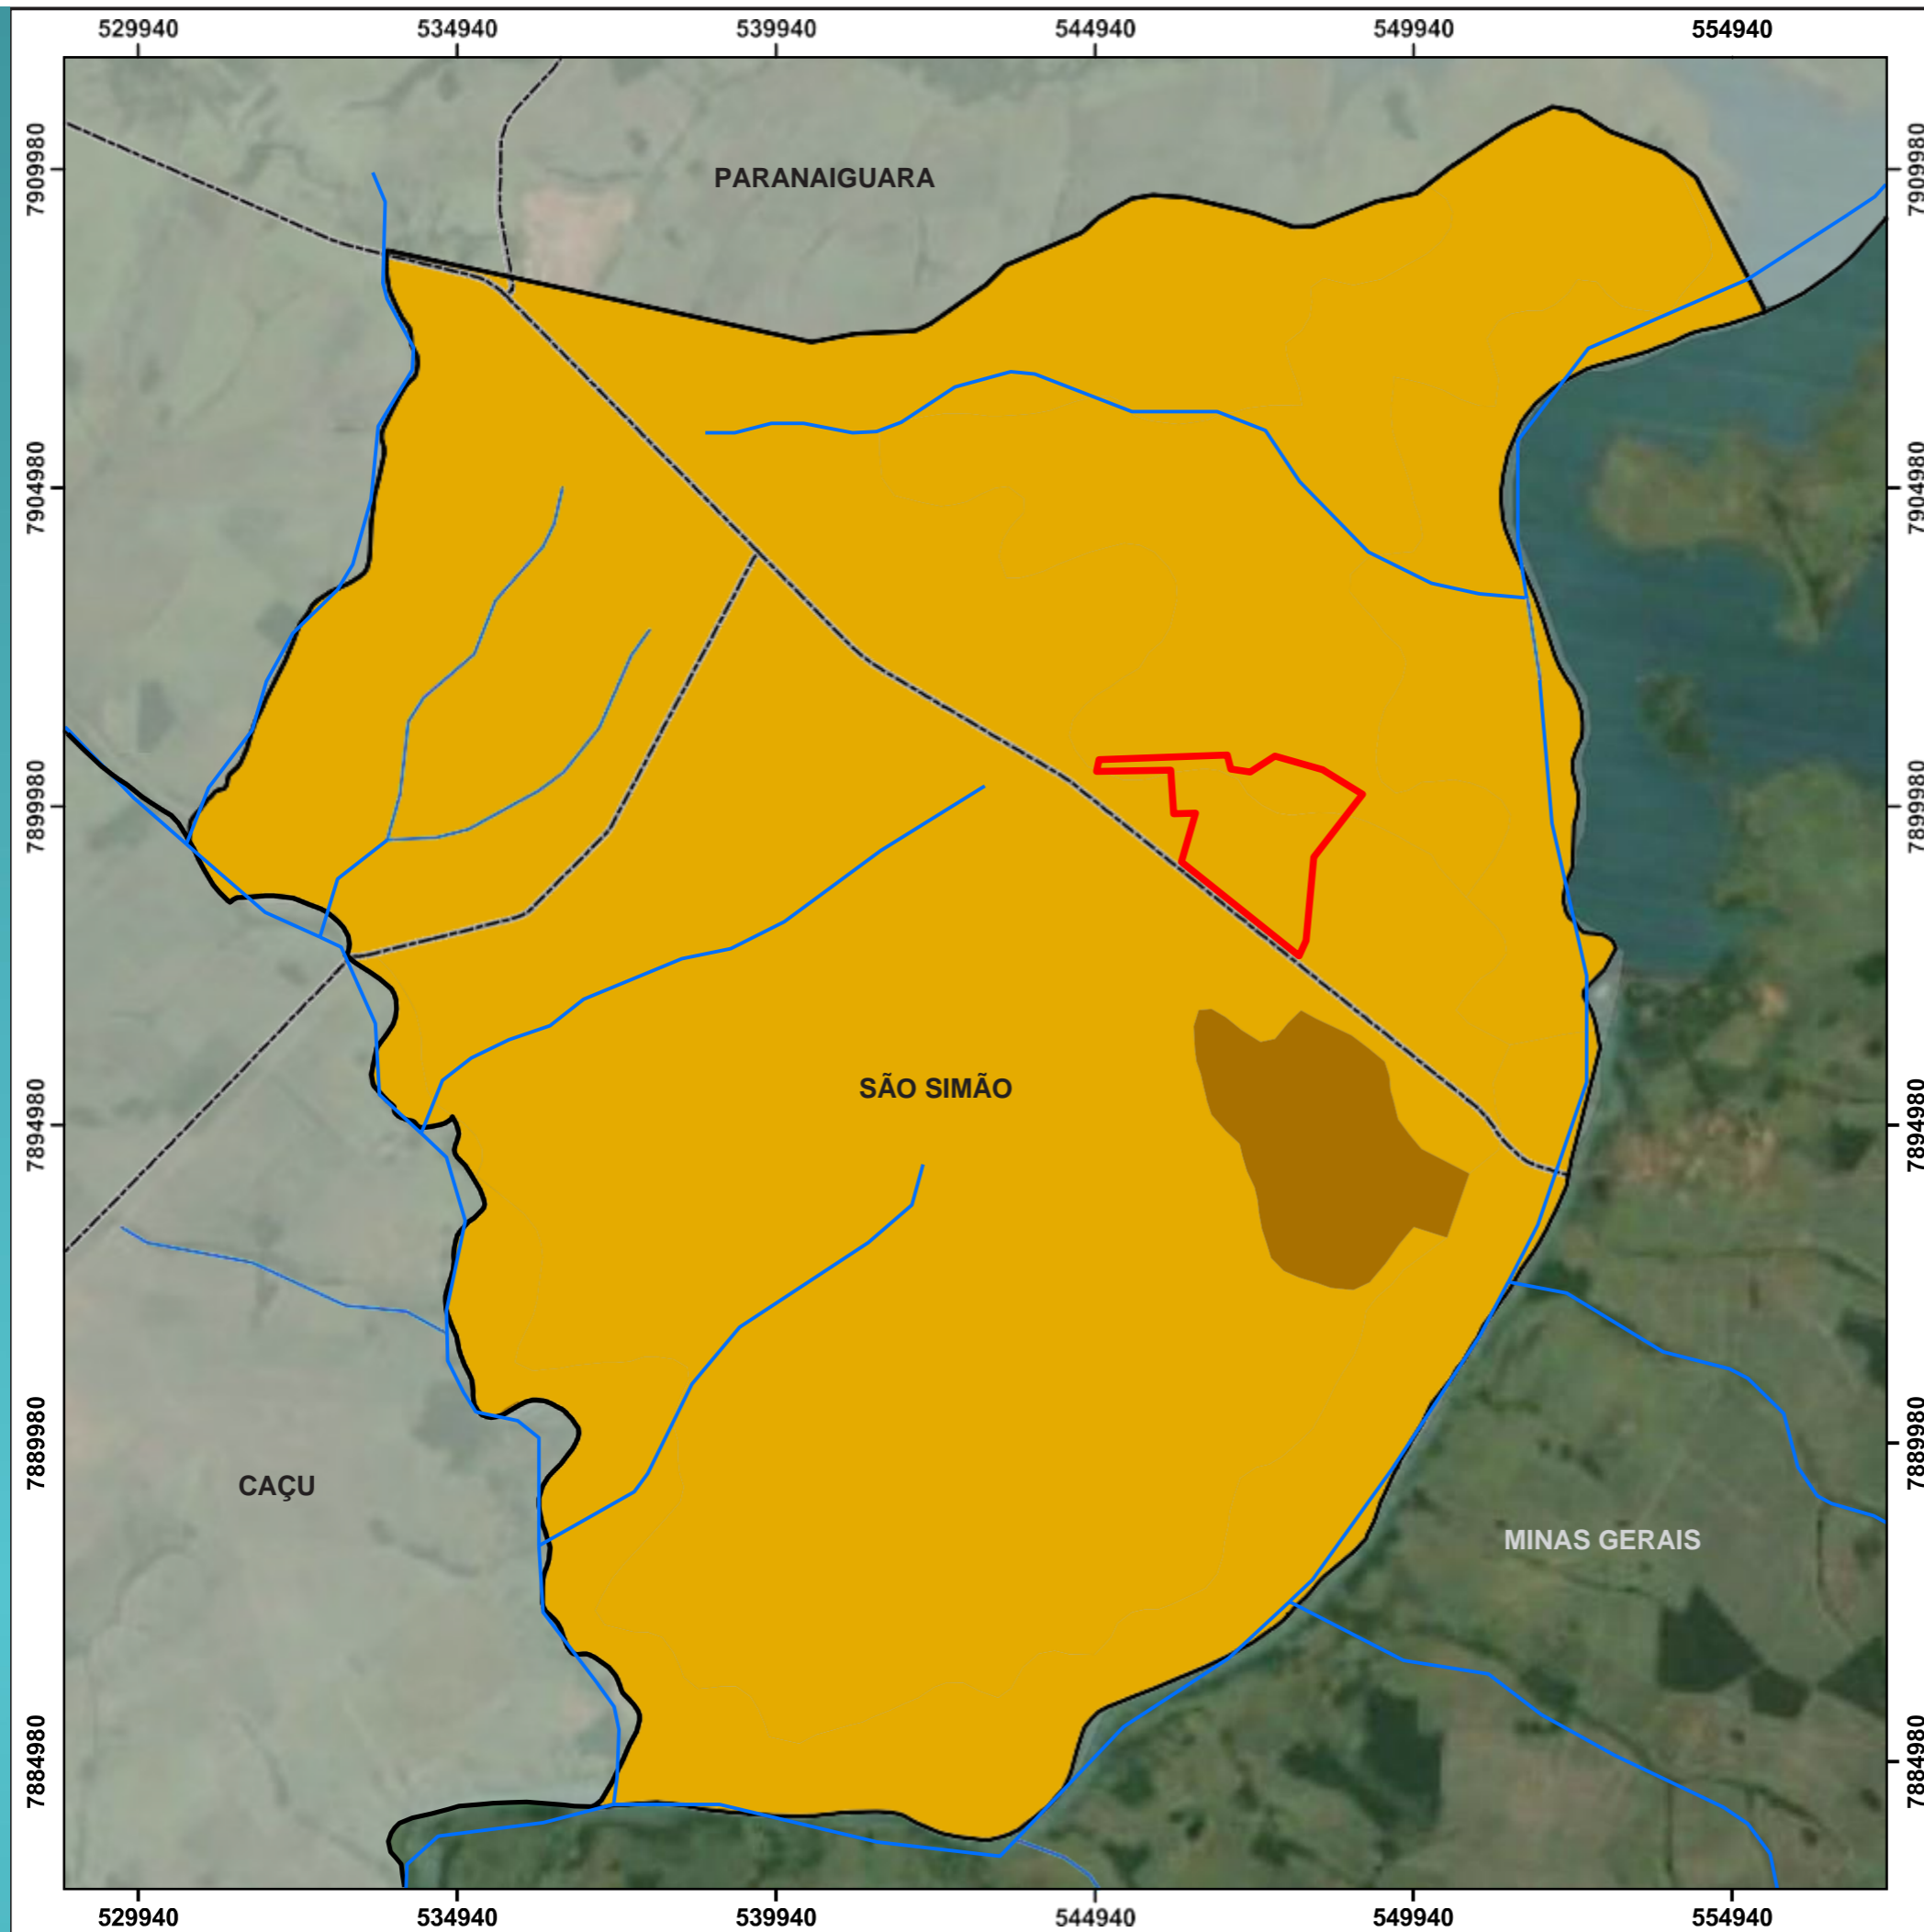 529940 534940 539940 544940 549940 554940
7909980 7909980
PARANAIGUARA
7904980 7904980
7899980 7899980
SÃO SIMÃO
7894980 7894980
7889980 7889980
CAÇU
MINAS GERAIS
7884980 7884980
529940 534940 539940 544940 549940 554940